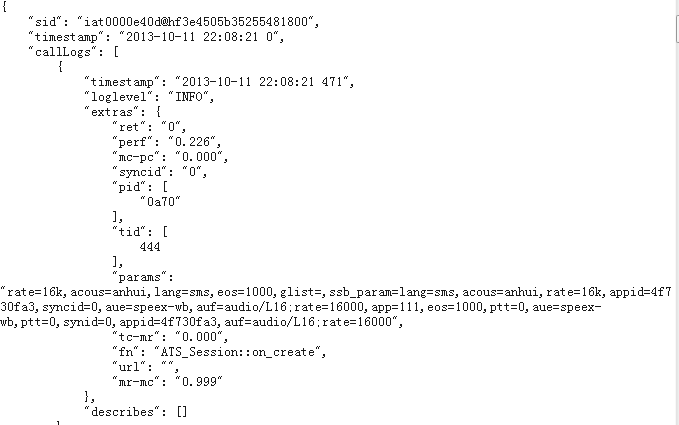 {
"sid": "iat0000e40d@hf3e4505b35255481800",
"timestamp": "2013-10-11 22:08:21 0",
"callLogs": [
{
"timestamp": "2013-10-11 22:08:21 471",
"loglevel": "INFO",
"extras": {
"ret": "0",
"perf": "0.226",
"mc-pc": "0.000",
"syncid": "0",
"pid": [
"0a70"
],
"tid": [
444
],
"params":
"rate=16k,acous=anhui,lang=sms,eos=1000,glist=,ssb_param=lang=sms,acous=anhui,rate=16k,appid=4f7
30fa3,syncid=0,aue=speex-wb,auf=audio/L16;rate=16000,app=111,eos=1000,ptt=0,aue=speex-
wb,ptt=0,synid=0,appid=4f730fa3,auf=audio/L16;rate=16000",
"tc-mr": "0.000",
"fn": "ATS_Session::on_create",
"url": "",
"mr-mc": "0.999"
},
"describes": []